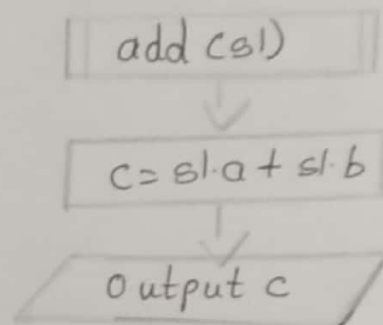 add (s1)
c = s1.a + s1.b
Output c